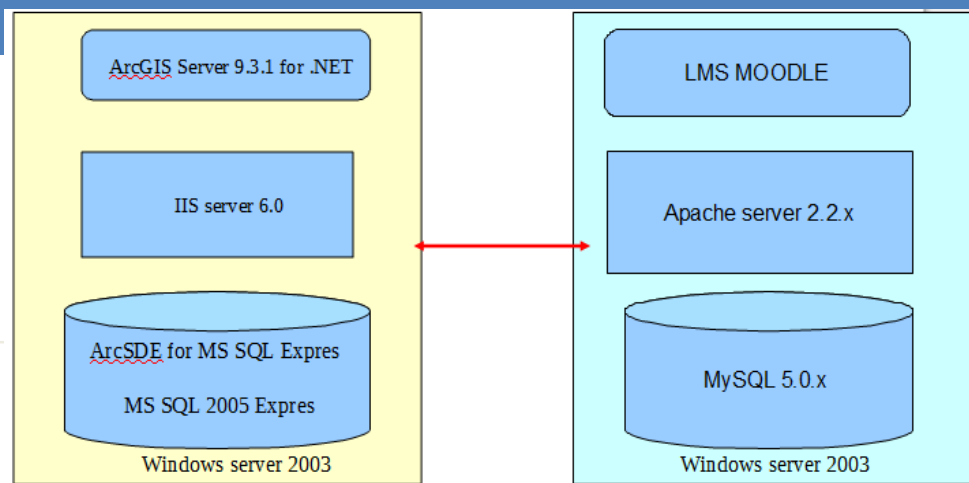 ArcGIS Server 9.3.1 for .NET
IIS server 6.0
ArcSDE for MS SQL Expres
MS SQL 2005 Expres
Windows server 2003
LMS MOODLE
Apache server 2.2.x
MySQL 5.0.x
Windows server 2003